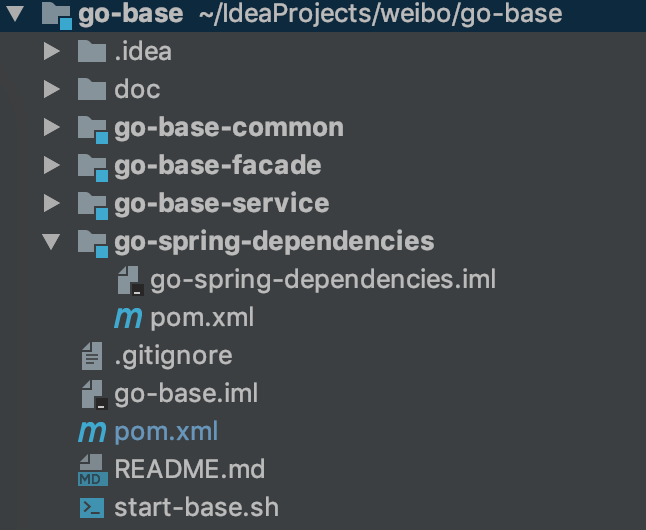 go-base ~/IdeaProjects/weibo/go-base
.idea
doc
go-base-common
go-base-facade
go-base-service
go-spring-dependencies
go-spring-dependencies.iml
m pom.xml
.gitignore
go-base.iml
m pom.xml
MD README.md
start-base.sh